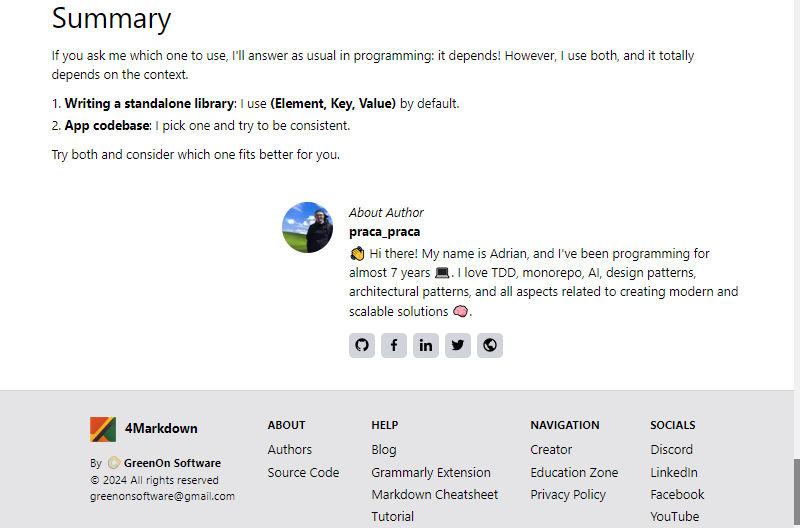 Summary
If you ask me which one to use, I'll answer as usual in programming: it depends! However, I use both, and it totally
depends on the context.
1. Writing a standalone library: I use (Element, Key, Value) by default.
2. App codebase: I pick one and try to be consistent.
Try both and consider which one fits better for you.
About Author
praca_praca
👏 Hi there! My name is Adrian, and I've been programming for
almost 7 years 💻. I love TDD, monorepo, AI, design patterns,
architectural patterns, and all aspects related to creating modern and
scalable solutions 🧠.
4Markdown
By GreenOn Software
© 2024 All rights reserved
greenonsoftware@gmail.com
ABOUT
Authors
Source Code
HELP
Blog
Grammarly Extension
Markdown Cheatsheet
Tutorial
NAVIGATION
Creator
Education Zone
Privacy Policy
SOCIALS
Discord
LinkedIn
Facebook
YouTube